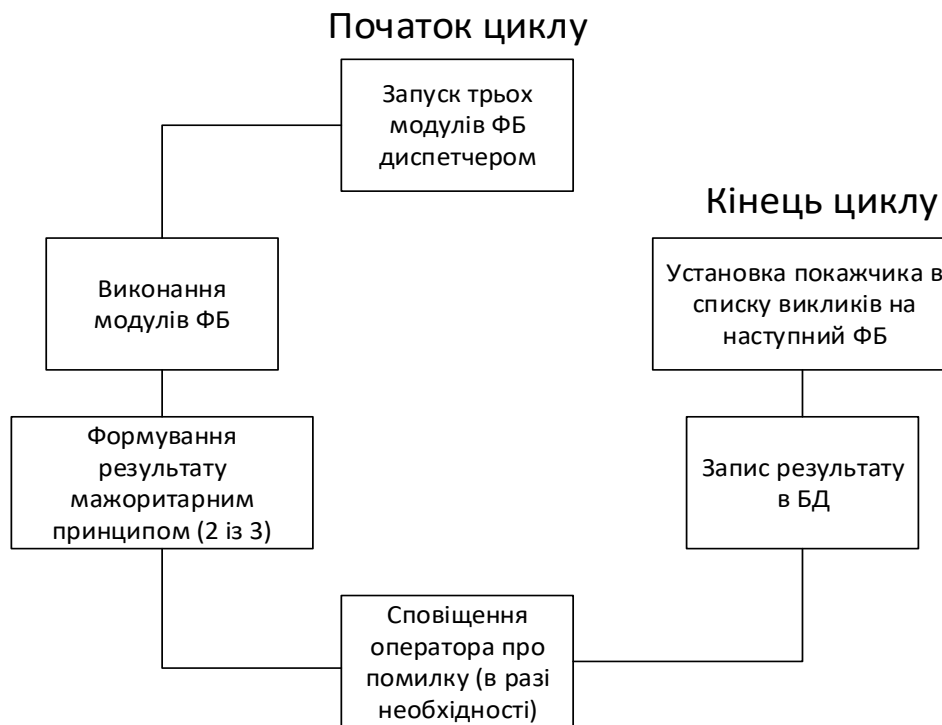 Початок циклу
Запуск трьох
модулів ФБ
диспетчером
Виконання
модулів ФБ
Формування
результату
мажоритарним
принципом (2 із 3)
Сповіщення
оператора про
помилку (в разі
необхідності)
Запис результату
в БД
Кінець циклу
Установка покажчика в
списку викликів на
наступний ФБ